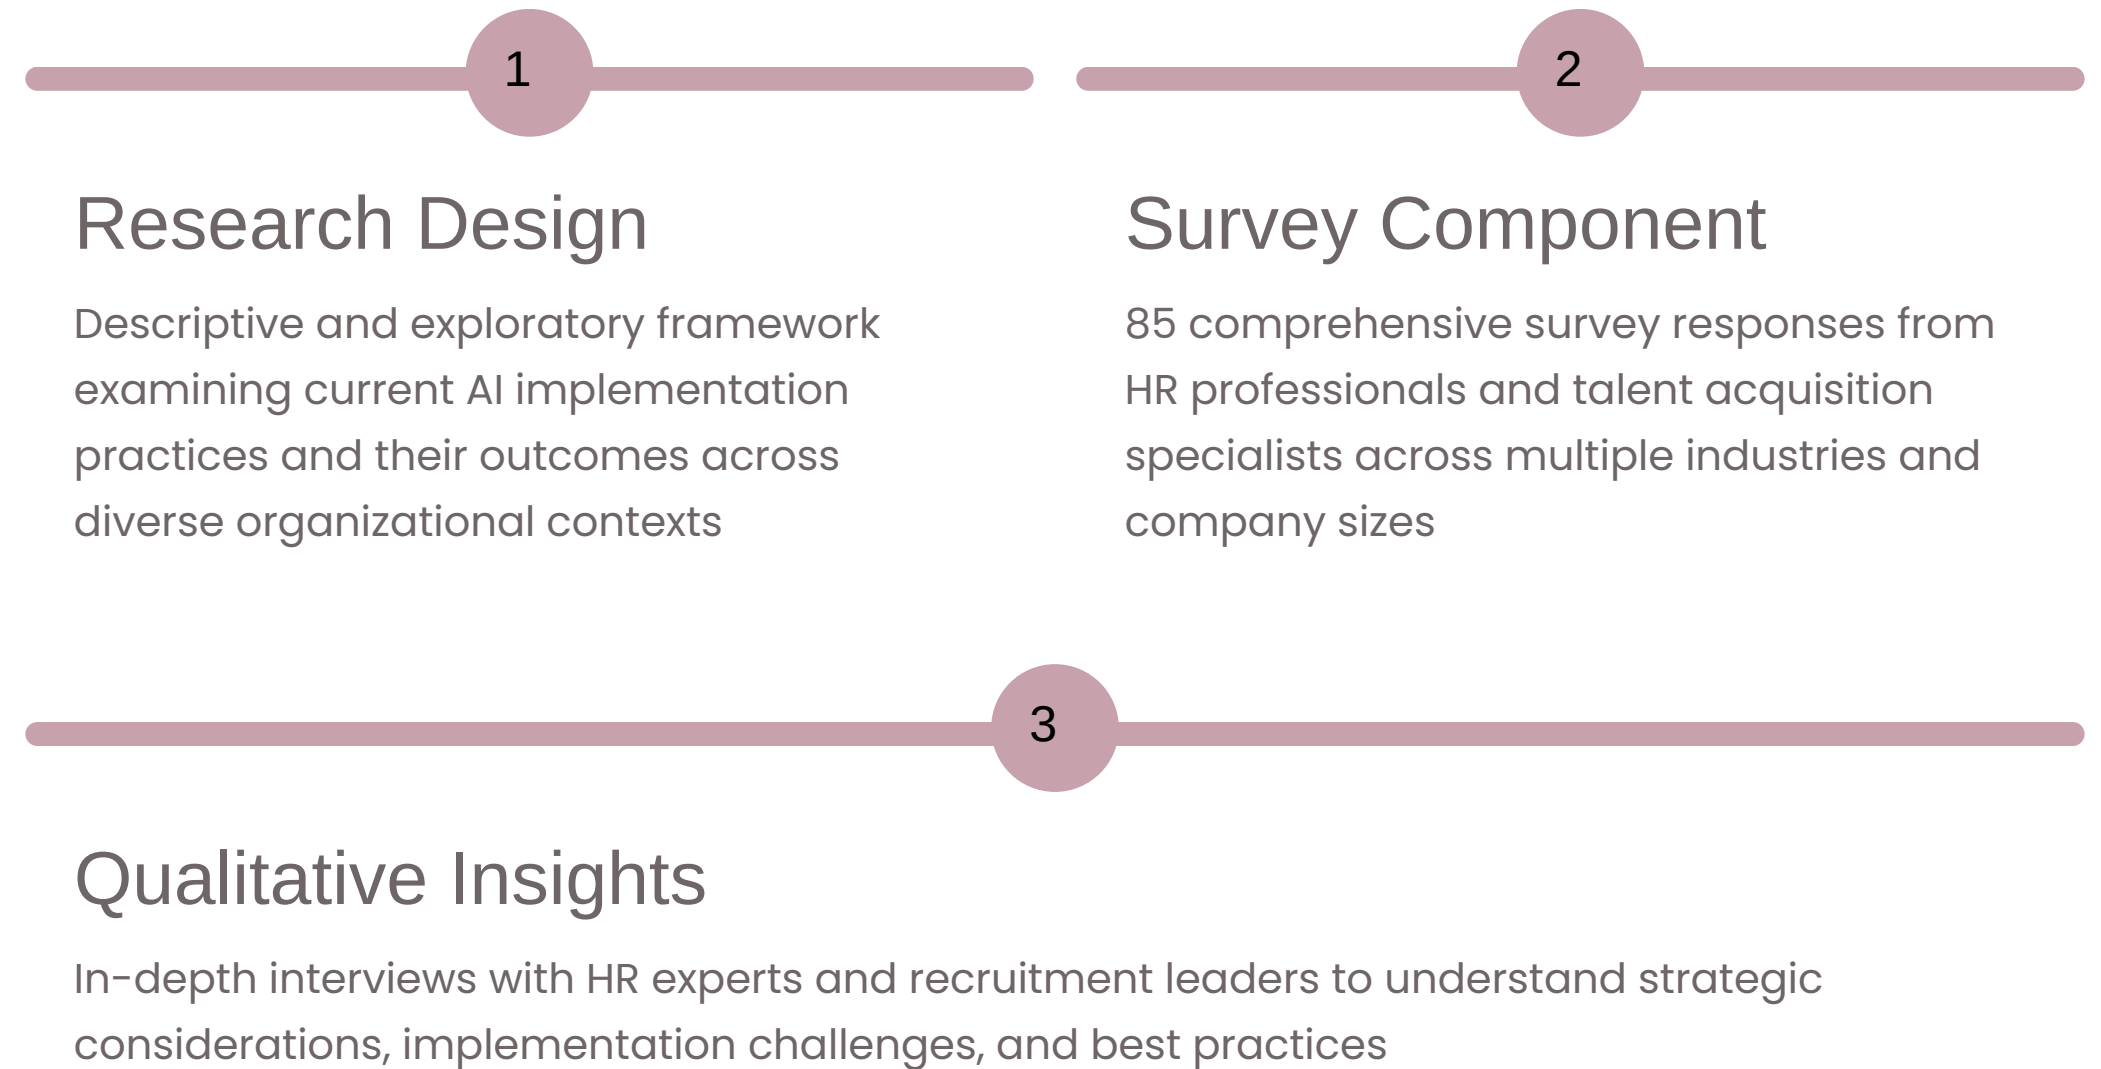 1
Research Design
Descriptive and exploratory framework
examining current AI implementation
practices and their outcomes across
diverse organizational contexts
2
Survey Component
85 comprehensive survey responses from
HR professionals and talent acquisition
specialists across multiple industries and
company sizes
3
Qualitative Insights
In-depth interviews with HR experts and recruitment leaders to understand strategic
considerations, implementation challenges, and best practices